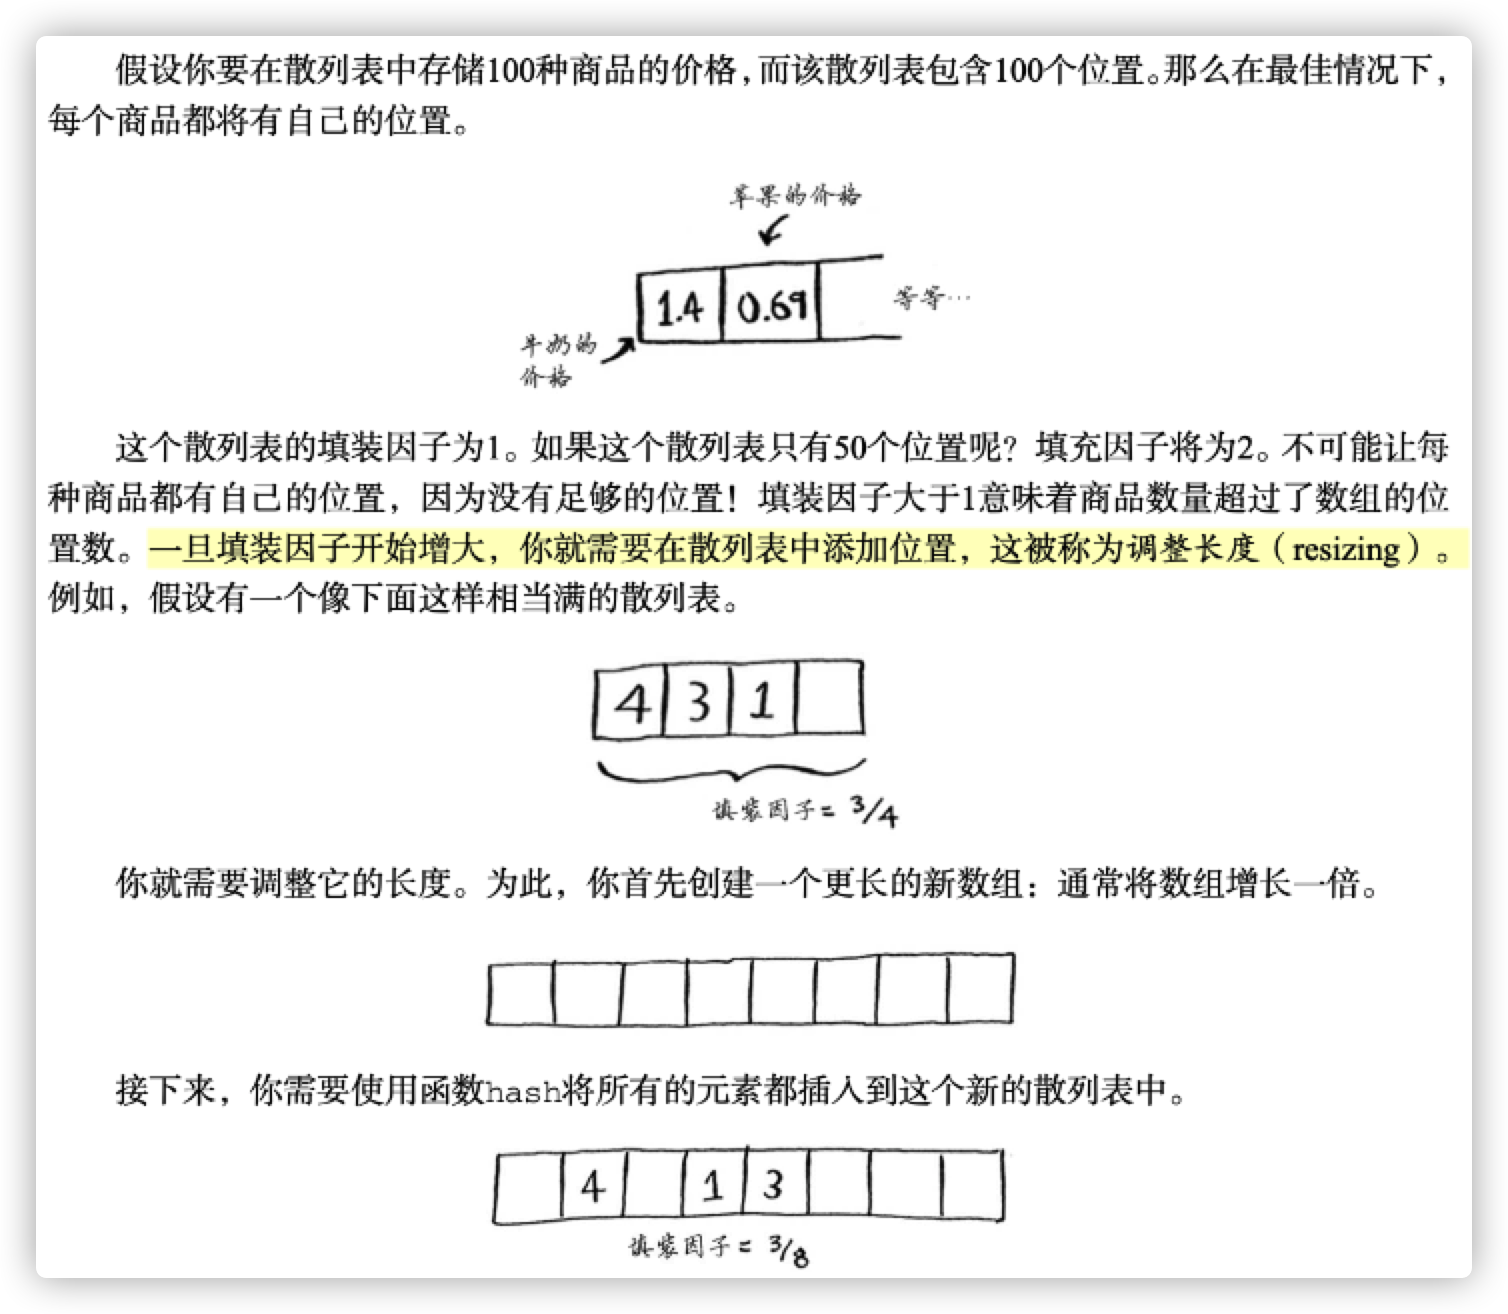 假设你要在散列表中存储100种商品的价格，而该散列表包含100个位置。那么在最佳情况下，
每个商品都将有自己的位置。
苹果的价格
1.4 0.69
等等…
牛奶的
价格
这个散列表的填装因子为1。如果这个散列表只有50个位置呢？填充因子将为2。不可能让每
种商品都有自己的位置，因为没有足够的位置！填装因子大于1意味着商品数量超过了数组的位
置数。一旦填装因子开始增大，你就需要在散列表中添加位置，这被称为调整长度（resizing）。
例如，假设有一个像下面这样相当满的散列表。
4 3 1
填装因子= 3/4
你就需要调整它的长度。为此，你首先创建一个更长的新数组：通常将数组增长一倍。
接下来，你需要使用函数hash将所有的元素都插入到这个新的散列表中。
4 1 3
填装因子= 3/8